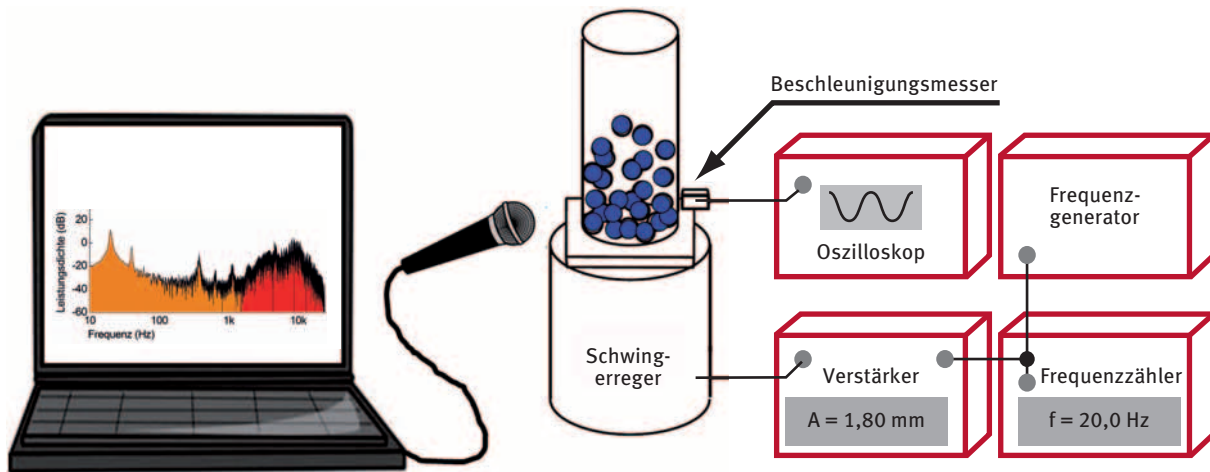 Leistungsdichte (dB)
20
0
-20
-40
-60
10
100
1k
10k
Frequenz (Hz)
Beschleunigungsmesser
Oszilloskop
Frequenz-
generator
Schwing-
erreger
Verstärker
A = 1,80 mm
Frequenzzähler
f = 20,0 Hz